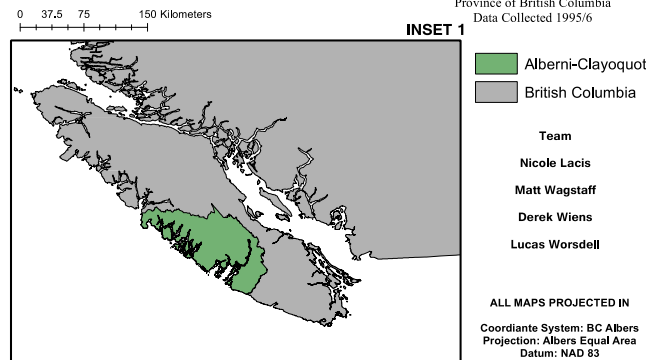 Province of British Columbia
Data Collected 1995/6
0 37.5 75 150 Kilometers
INSET 1
Alberni-Clayoquot
British Columbia
Team
Nicole Lacis
Matt Wagstaff
Derek Wiens
Lucas Worsdell
ALL MAPS PROJECTED IN
Coordiante System: BC Albers
Projection: Albers Equal Area
Datum: NAD 83